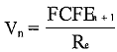 Vₙ = FCFEₙ₊₁ / Rₑ